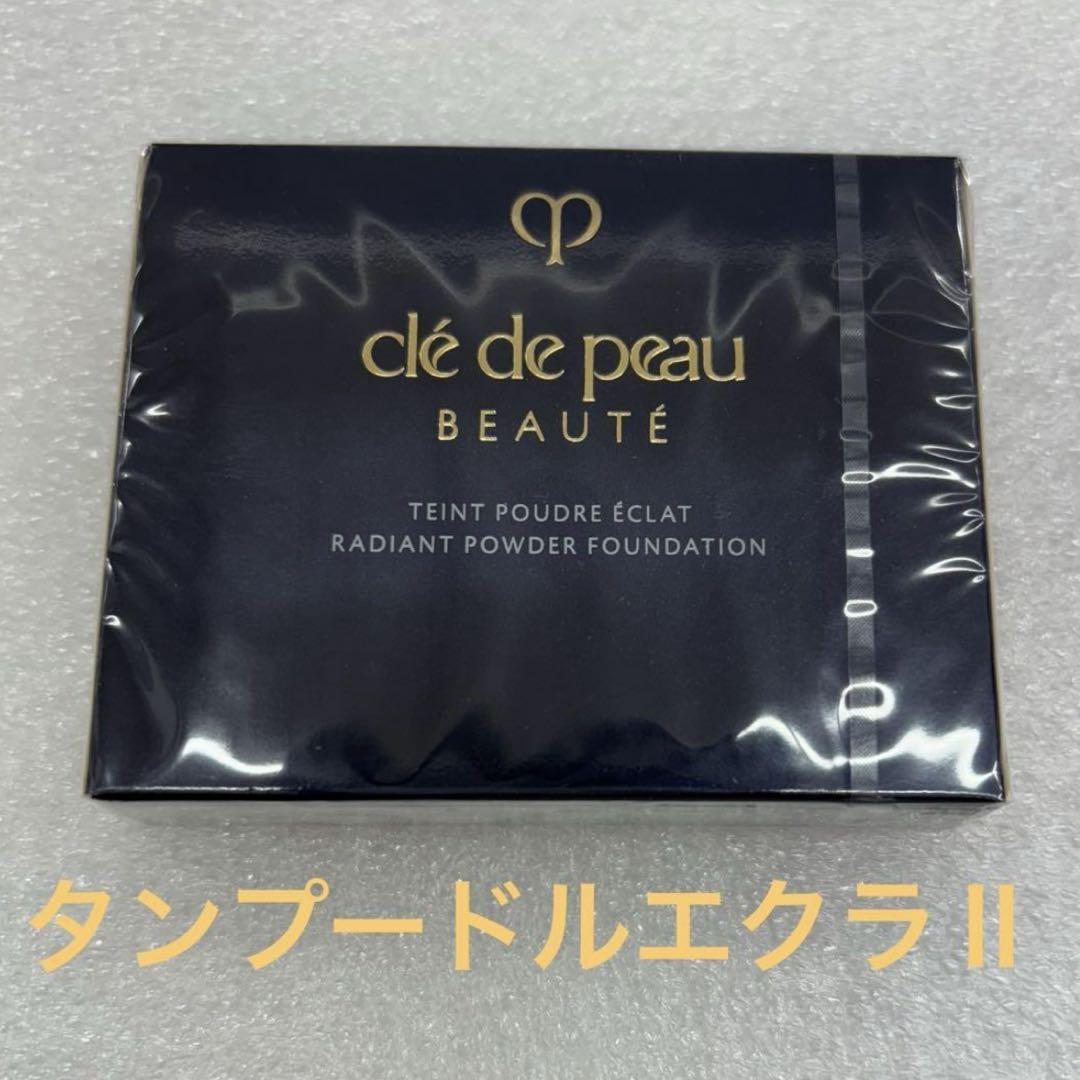 clé de peau
BEAUTÉ
TEINT POUDRE ÉCLAT
RADIANT POWDER FOUNDATION
タンプードルエクラⅡ